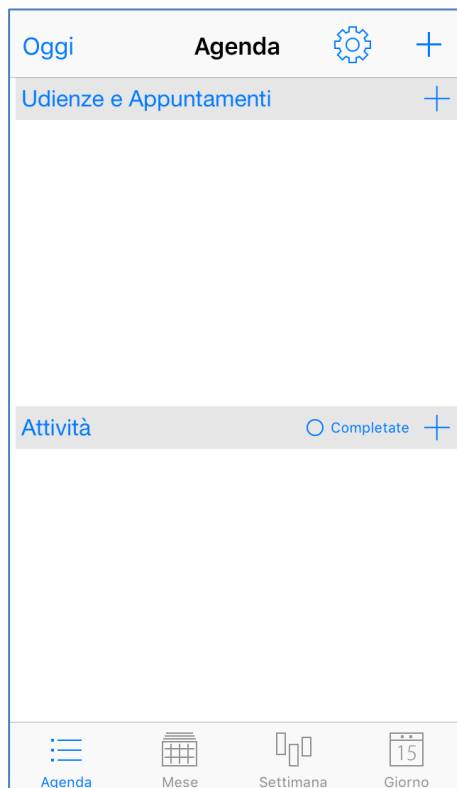 Oggi Agenda +
Udienze e Appuntamenti +
Attività Completate +
15
Agenda Mese Settimana Giorno